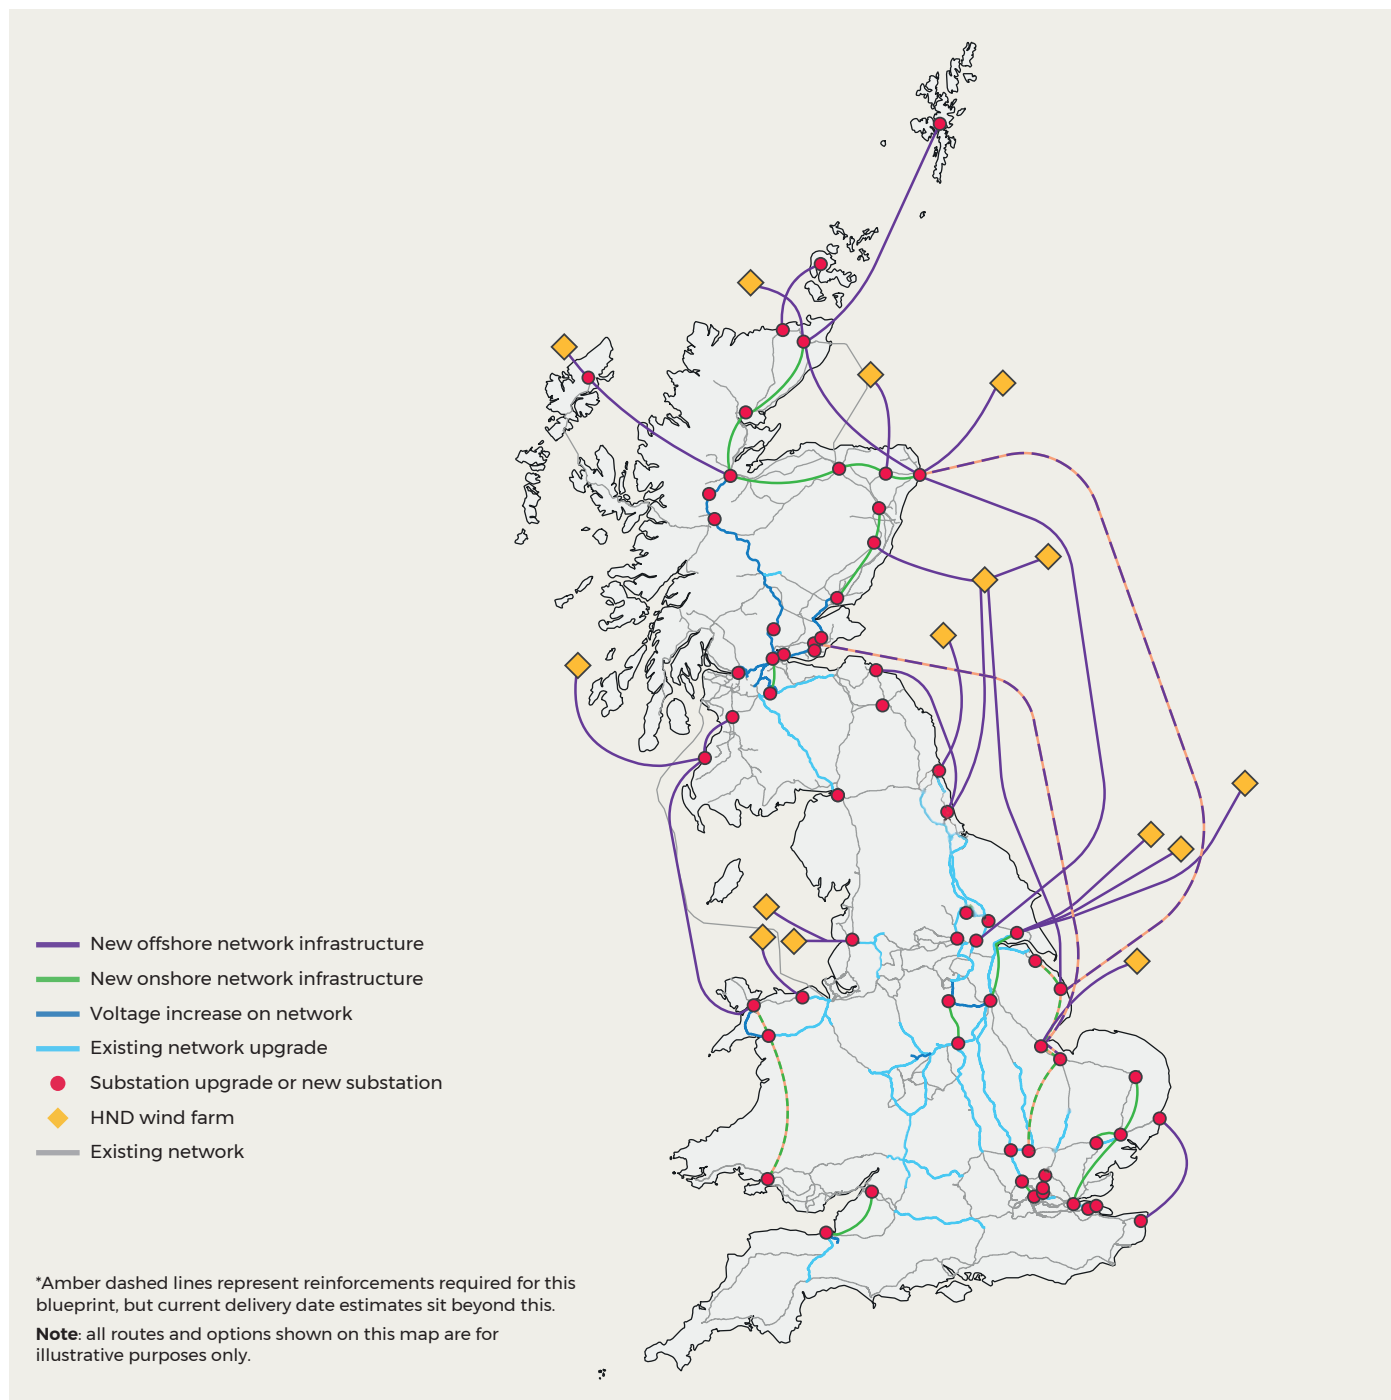 New offshore network infrastructure
New onshore network infrastructure
Voltage increase on network
Existing network upgrade
Substation upgrade or new substation
HND wind farm
Existing network
*Amber dashed lines represent reinforcements required for this
blueprint, but current delivery date estimates sit beyond this.
Note: all routes and options shown on this map are for
illustrative purposes only.